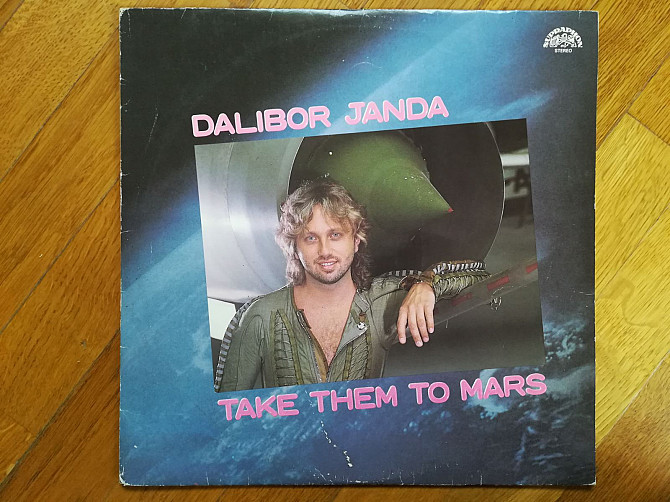 SUPRAPHON
STEREO
DALIBOR JANDA
TAKE THEM TO MARS